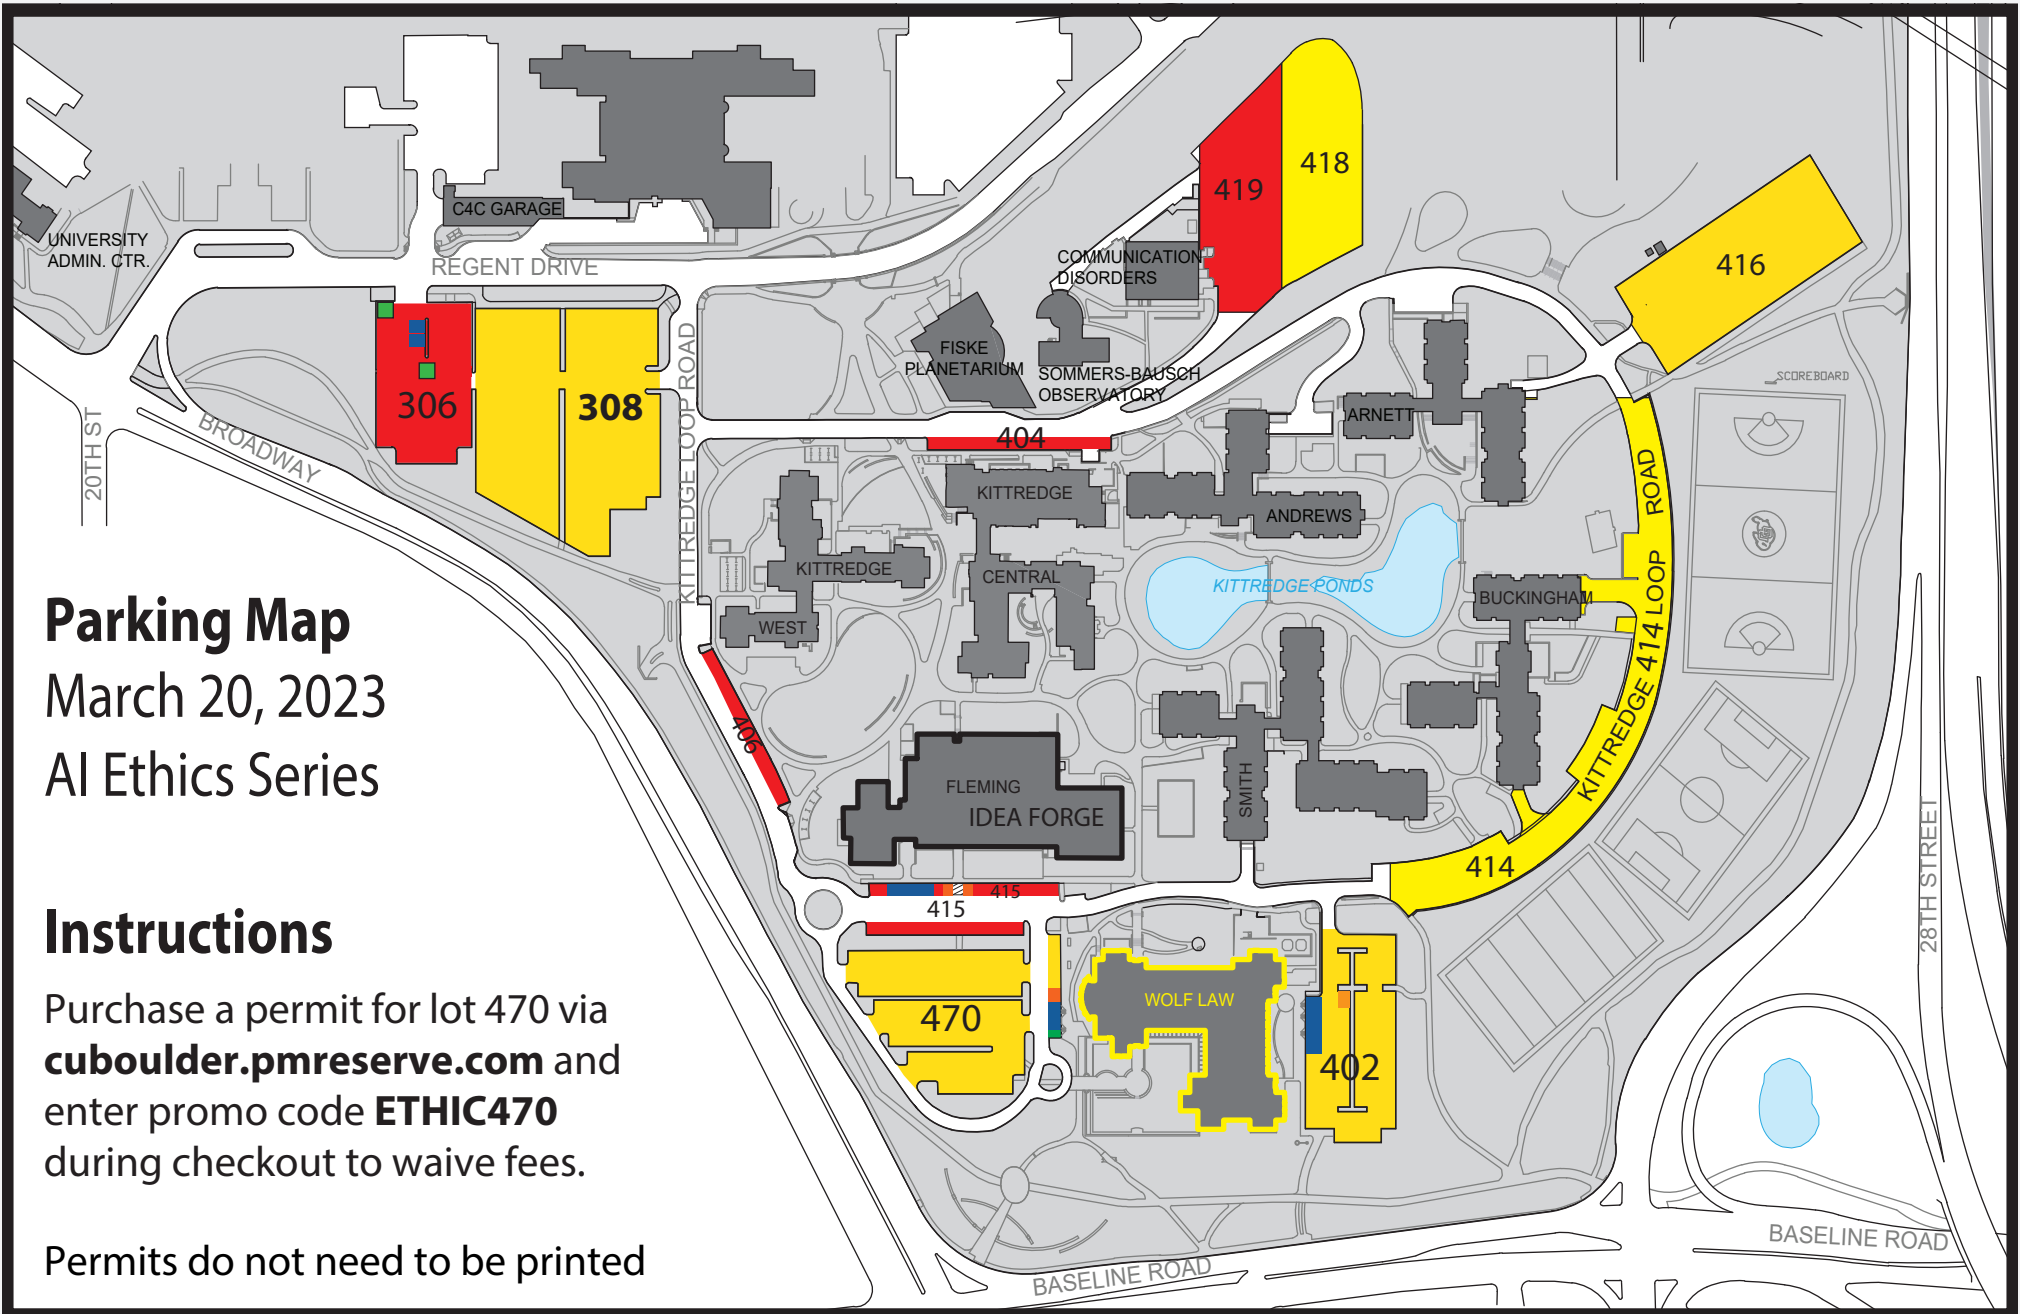 UNIVERSITY
ADMIN. CTR.
C4C GARAGE
REGENT DRIVE
COMMUNICATION
DISORDERS
419
418
416
306
308
FISKE
PLANETARIUM
SOMMERS-BAUSCH
OBSERVATORY
SCOREBOARD
20TH ST
BROADWAY
KITTREDGE LOOP ROAD
404
ARNETT
KITTREDGE
ANDREWS
KITTREDGE
CENTRAL
KITTREDGE PONDS
BUCKINGHAM
WEST
KITTREDGE 414 LOOP ROAD
406
FLEMING
IDEA FORGE
SMITH
414
415
415
28TH STREET
470
WOLF LAW
402
BASELINE ROAD
BASELINE ROAD
Parking Map
March 20, 2023
AI Ethics Series
Instructions
Purchase a permit for lot 470 via
cuboulder.pmreserve.com and
enter promo code ETHIC470
during checkout to waive fees.
Permits do not need to be printed